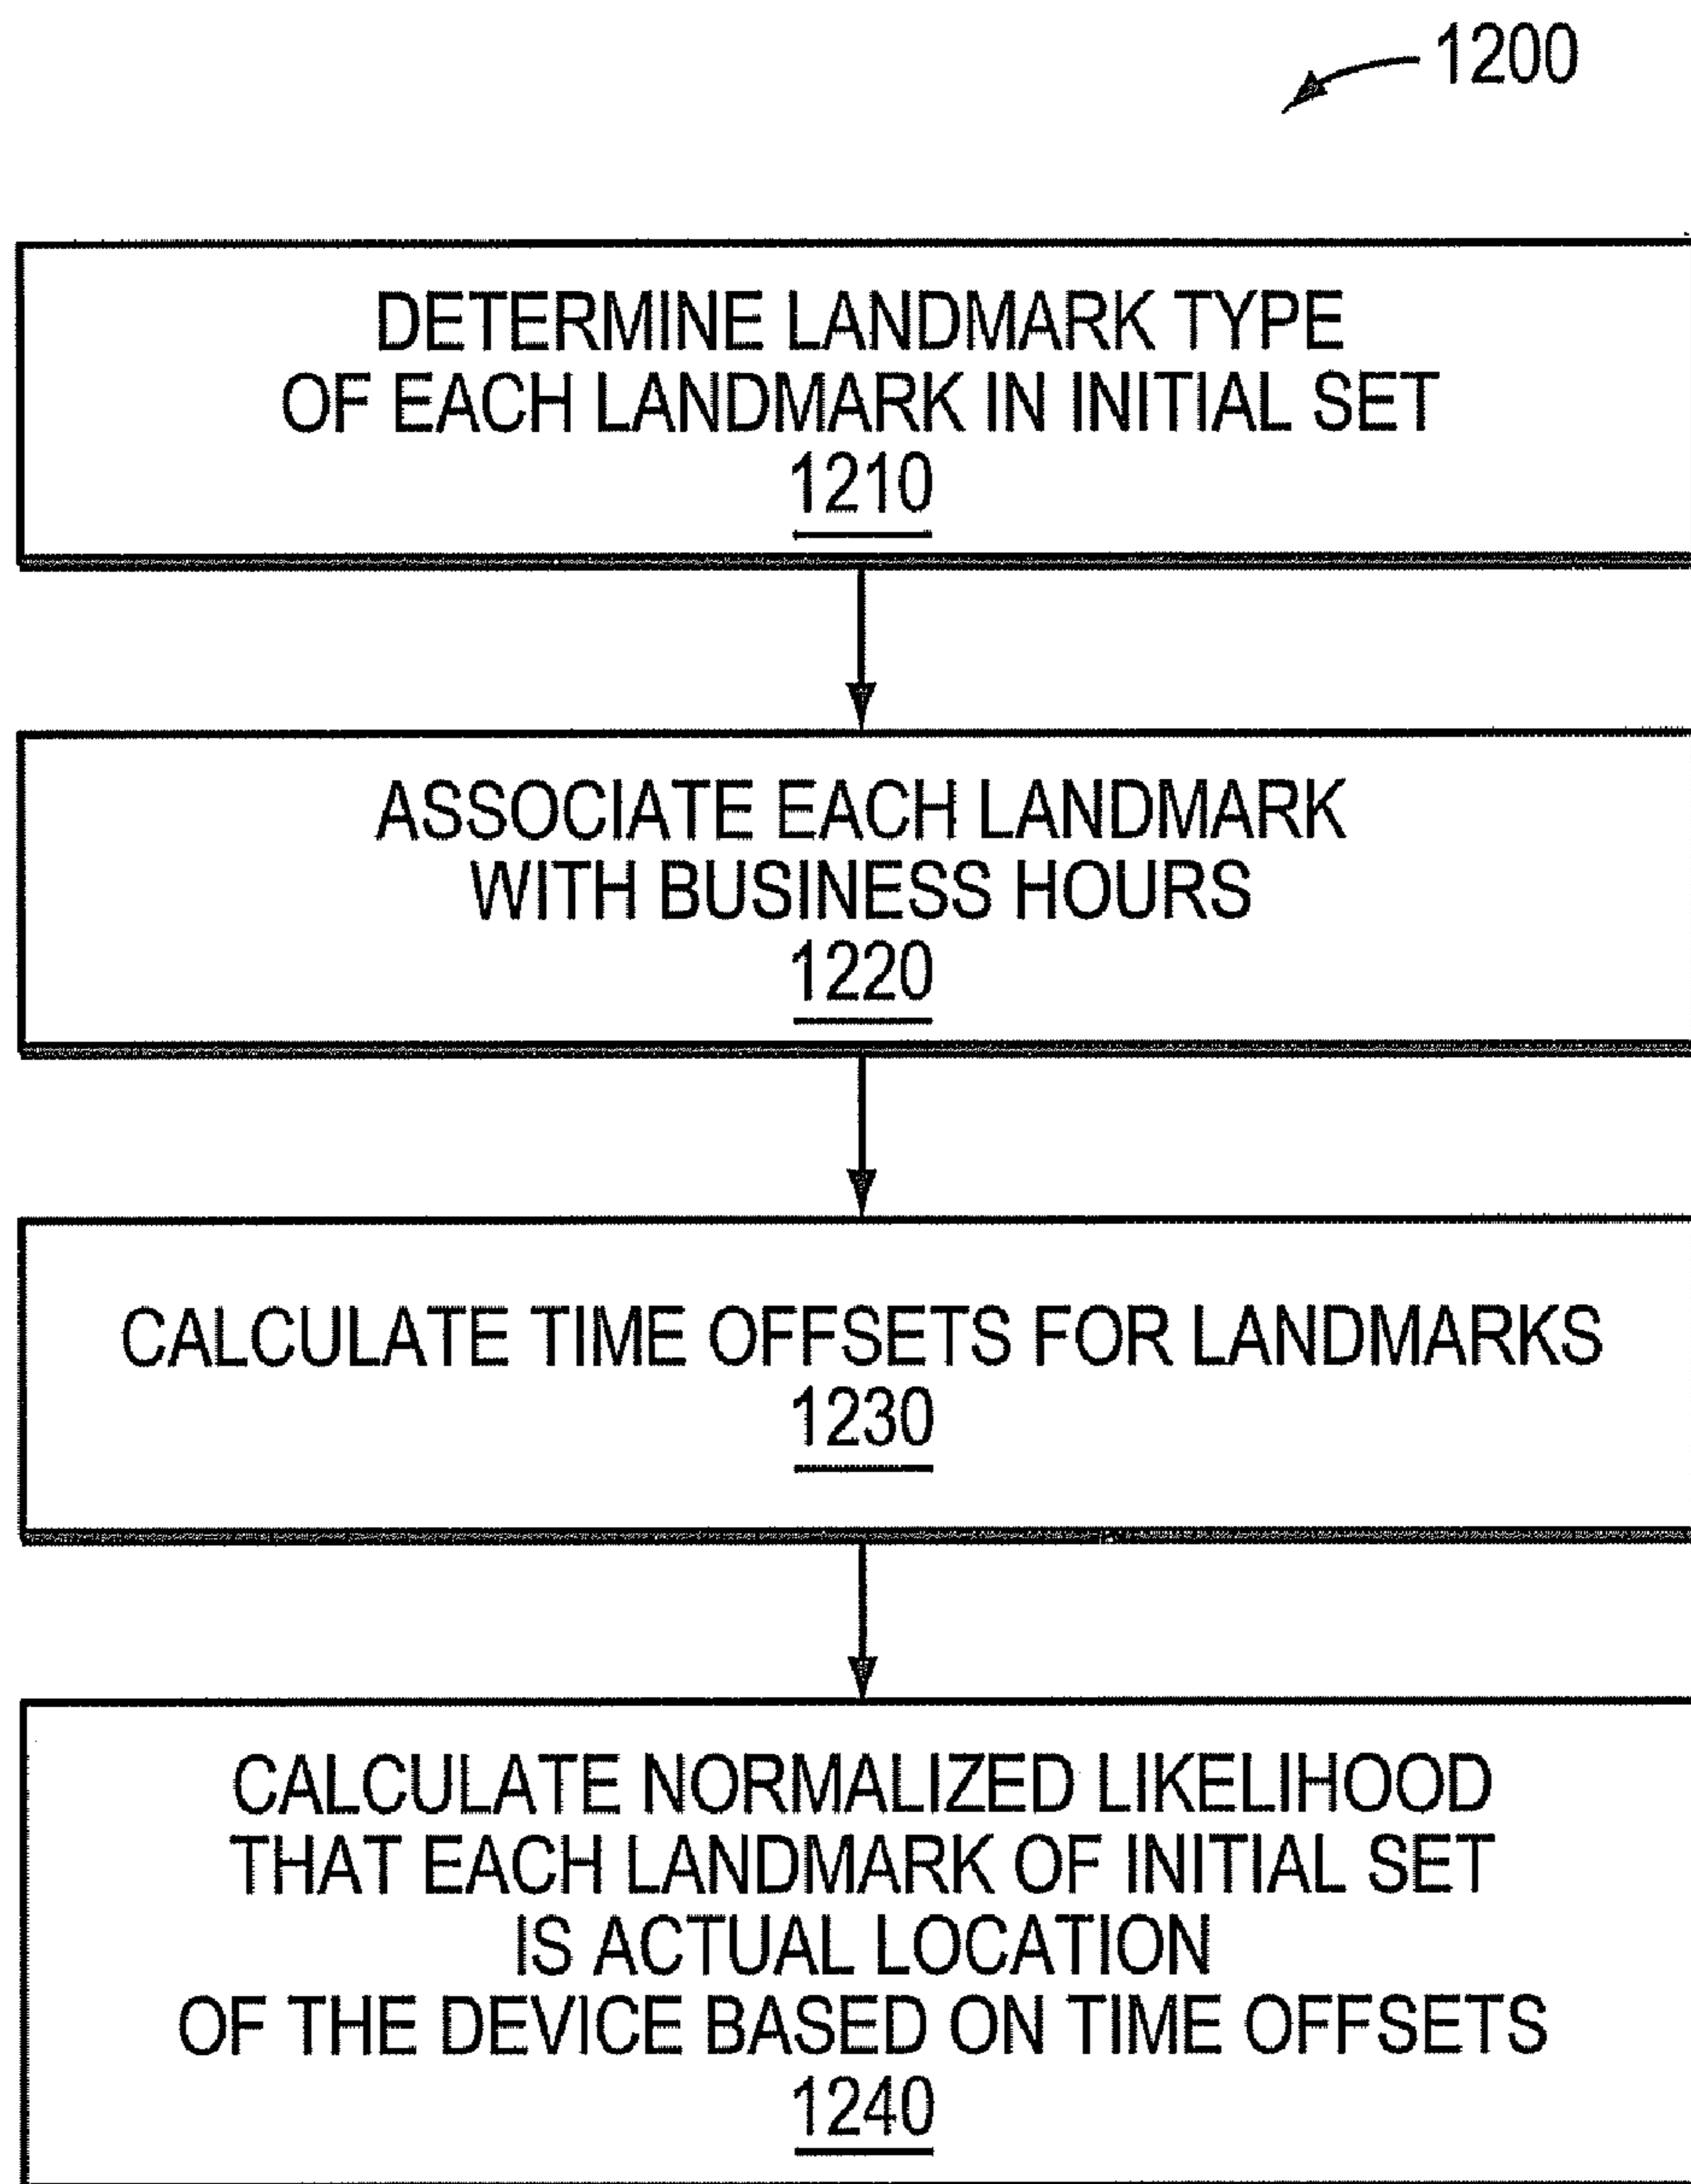 1200
DETERMINE LANDMARK TYPE
OF EACH LANDMARK IN INITIAL SET
1210
ASSOCIATE EACH LANDMARK
WITH BUSINESS HOURS
1220
CALCULATE TIME OFFSETS FOR LANDMARKS
1230
CALCULATE NORMALIZED LIKELIHOOD
THAT EACH LANDMARK OF INITIAL SET
IS ACTUAL LOCATION
OF THE DEVICE BASED ON TIME OFFSETS
1240